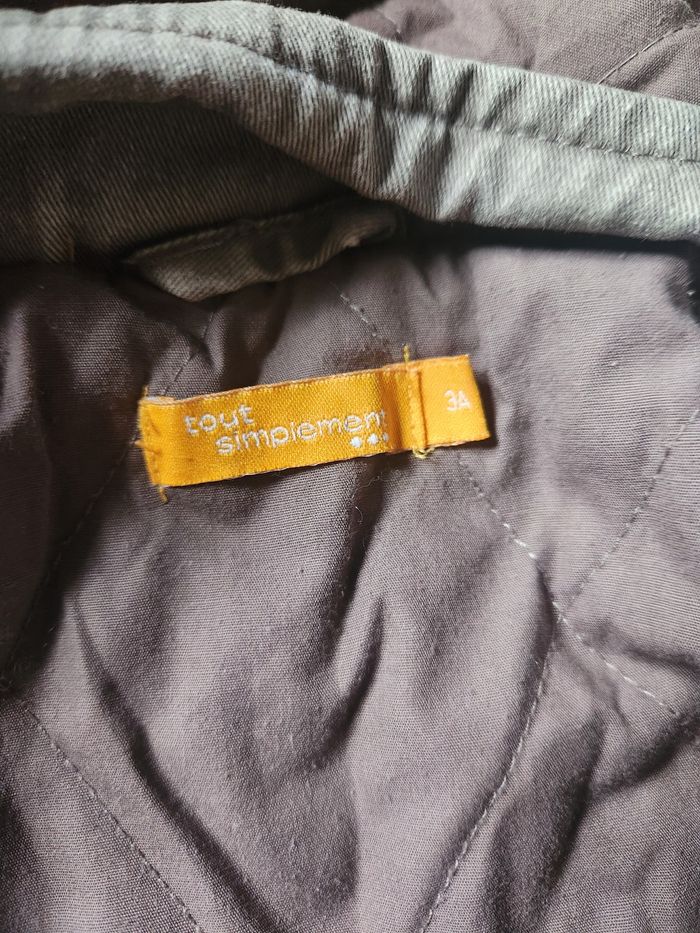 tout
simplement
...
3A